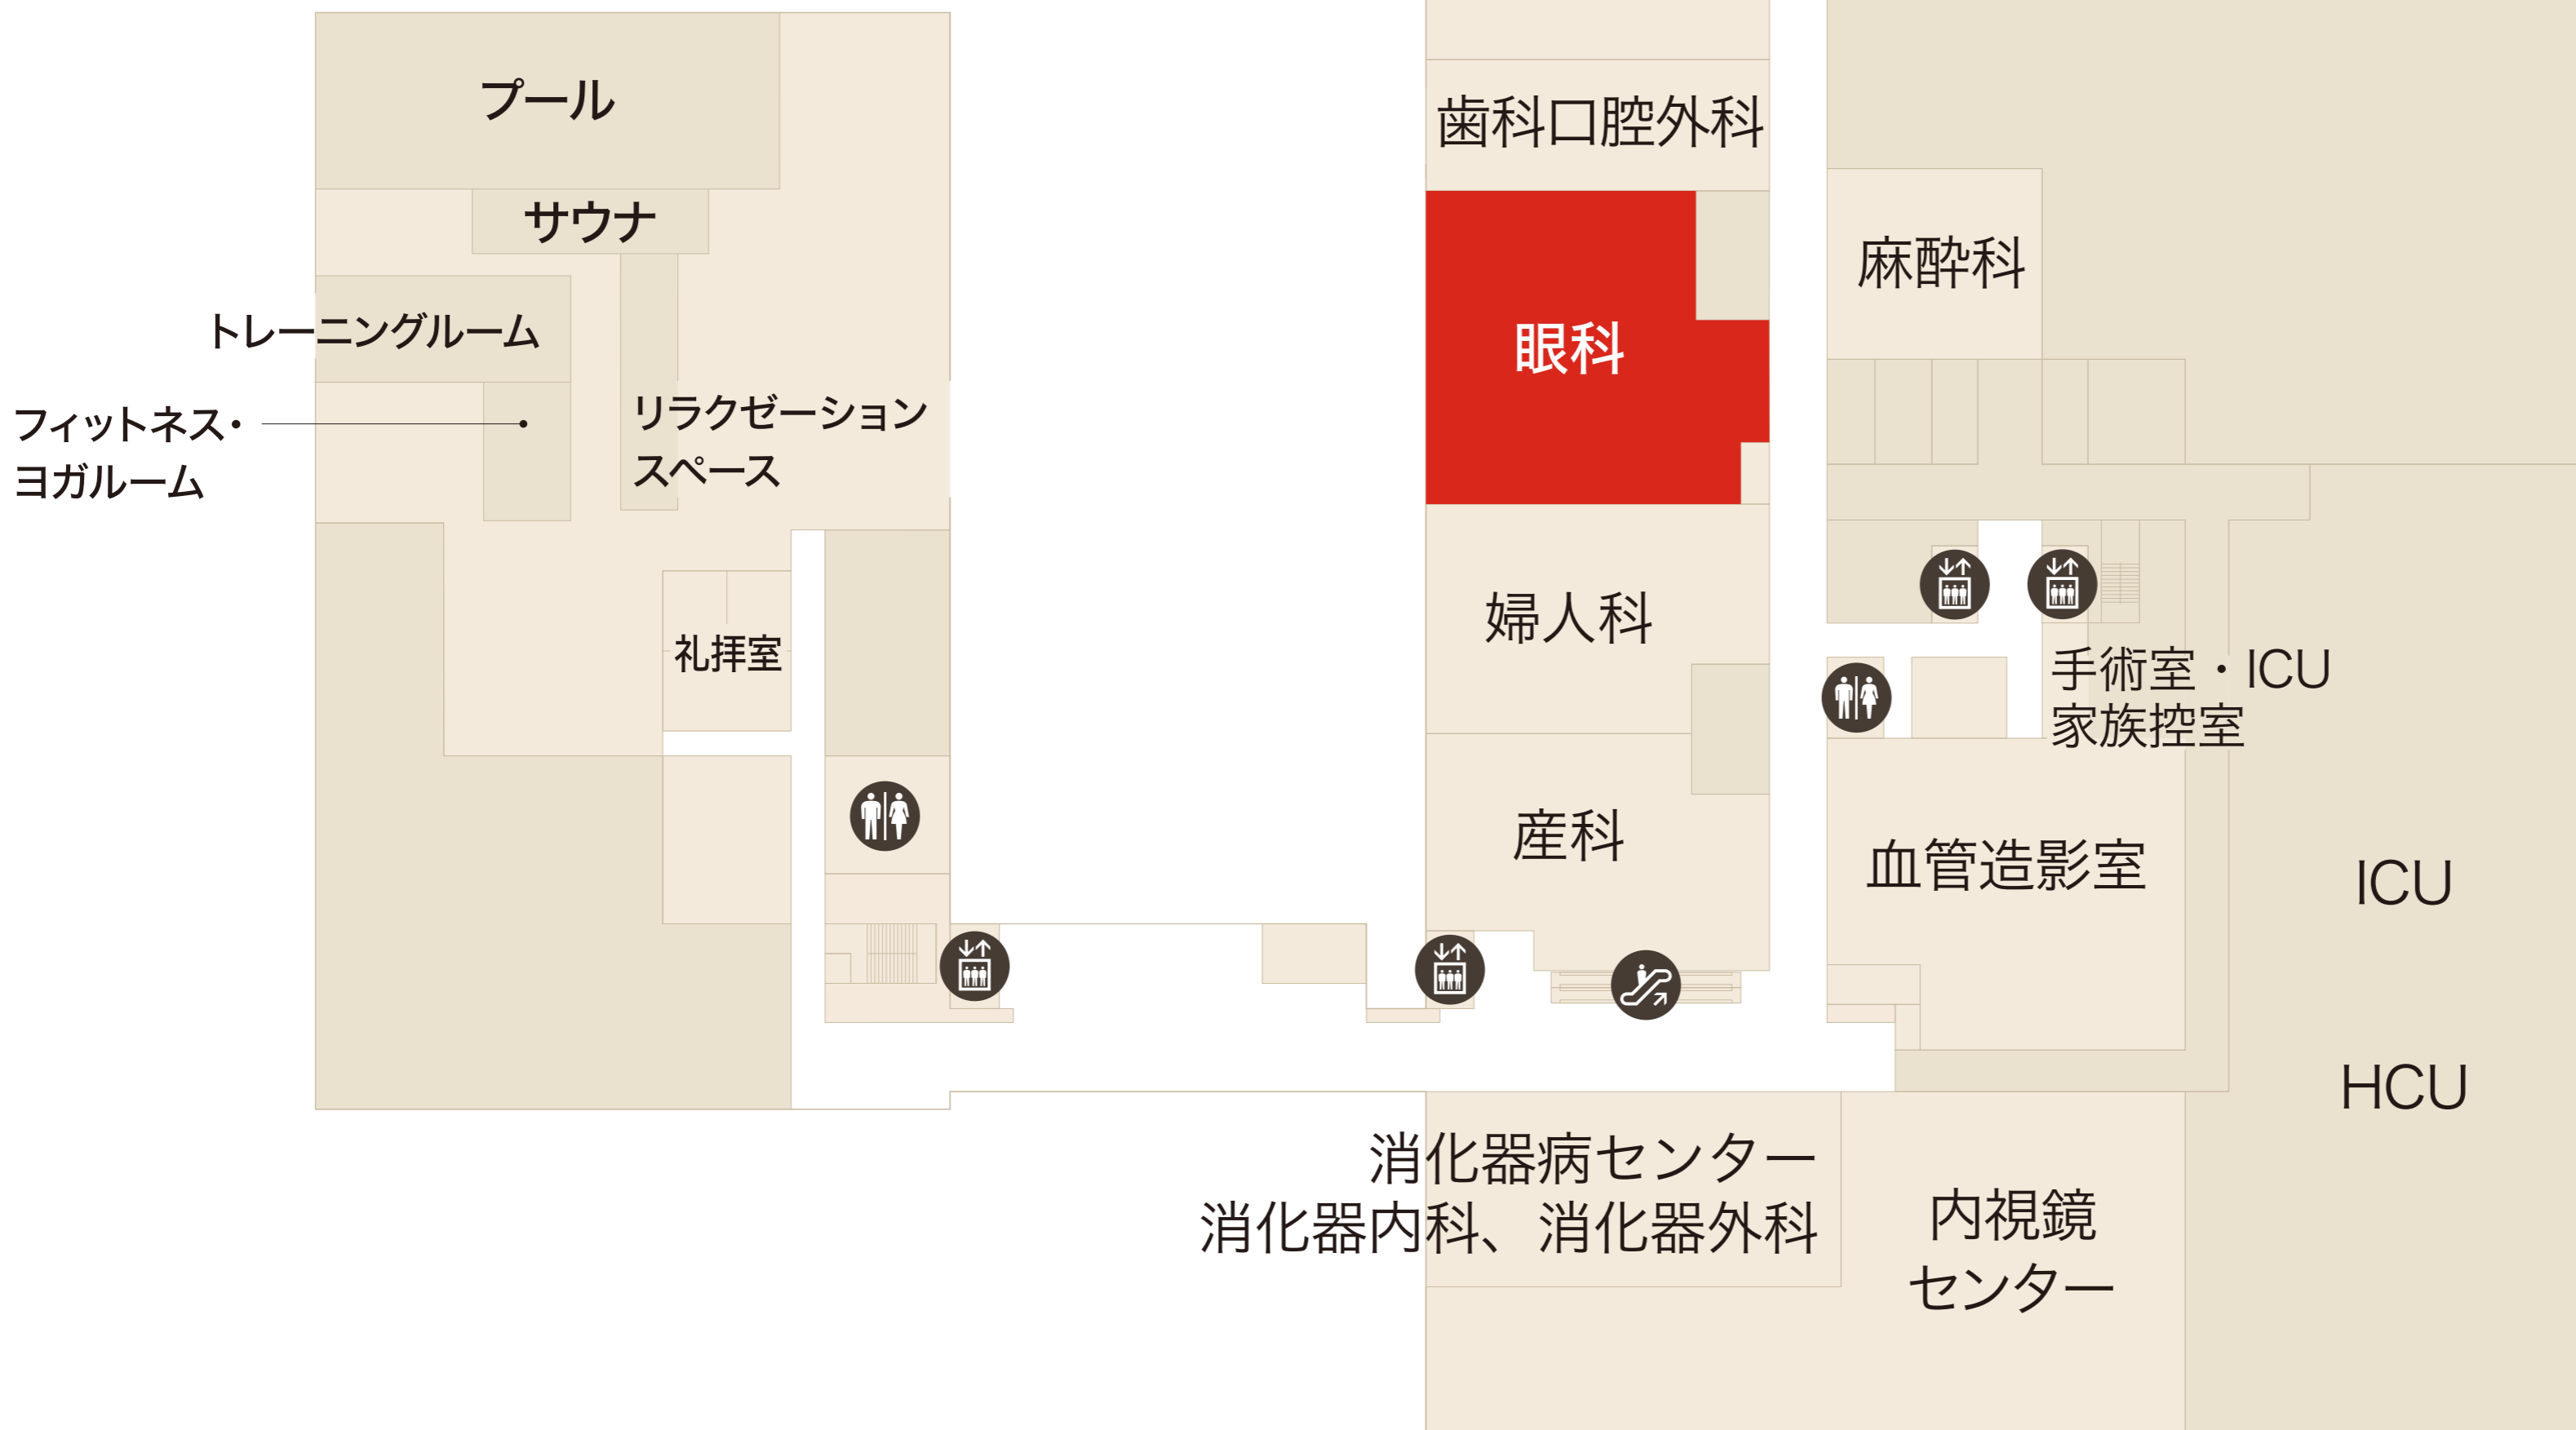 プール
サウナ
トレーニングルーム
フィットネス・
ヨガルーム
リラクゼーション
スペース
礼拝室
歯科口腔外科
眼科
婦人科
産科
麻酔科
手術室・ICU
家族控室
血管造影室
ICU
HCU
消化器病センター
消化器内科、消化器外科
内視鏡
センター